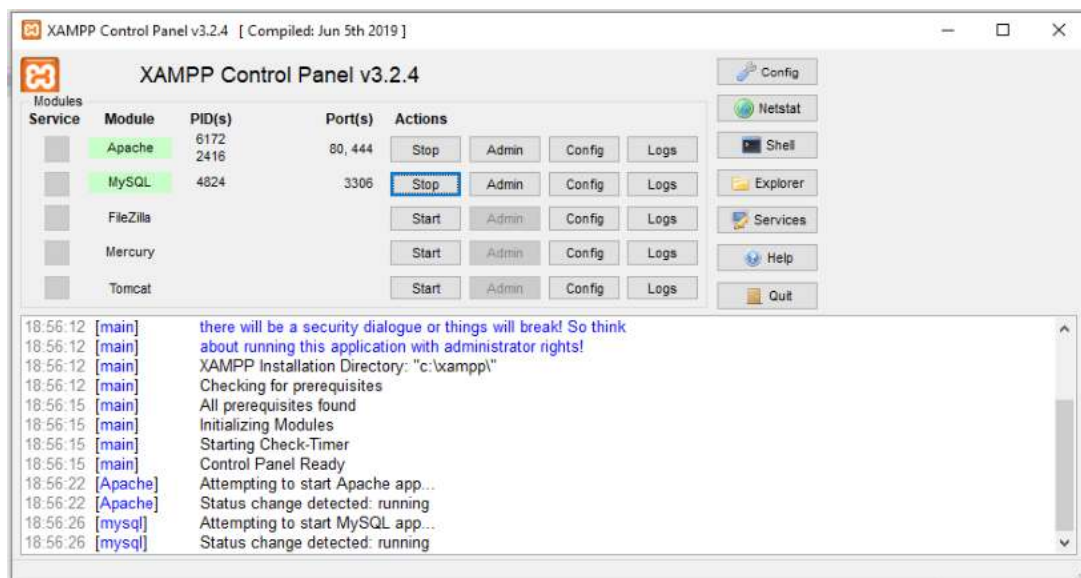 XAMPP Control Panel v3.2.4 [ Compiled: Jun 5th 2019 ]
XAMPP Control Panel v3.2.4
Config
Modules
Service Module PID(s) Port(s) Actions
Netstat
Apache 6172 2416 80, 444 Stop Admin Config Logs
Shell
MySQL 4824 3306 Stop Admin Config Logs
Explorer
FileZilla Start Admin Config Logs
Services
Mercury Start Admin Config Logs
Help
Tomcat Start Admin Config Logs
Quit
18:56:12 [main] there will be a security dialogue or things will break! So think
18:56:12 [main] about running this application with administrator rights!
18:56:12 [main] XAMPP Installation Directory: "c:\xampp\"
18:56:12 [main] Checking for prerequisites
18:56:15 [main] All prerequisites found
18:56:15 [main] Initializing Modules
18:56:15 [main] Starting Check-Timer
18:56:15 [main] Control Panel Ready
18:56:22 [Apache] Attempting to start Apache app...
18:56:22 [Apache] Status change detected: running
18:56:26 [mysql] Attempting to start MySQL app...
18:56:26 [mysql] Status change detected: running